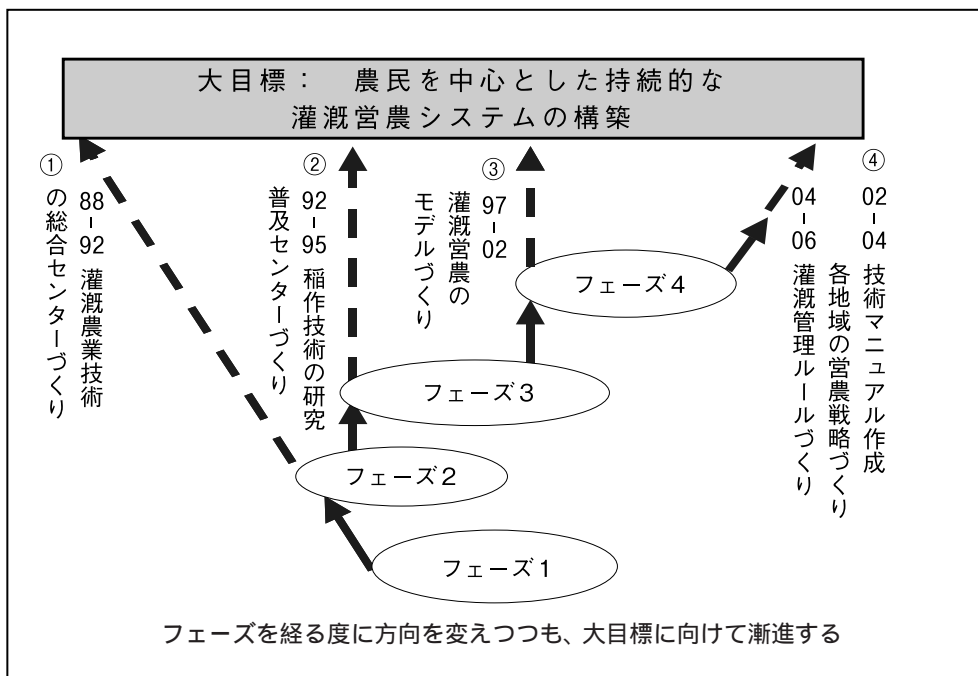 大目標： 農民を中心とした持続的な
灌漑営農システムの構築
①
88-92 灌漑農業技術
の総合センターづくり
②
92-95 稲作技術の研究
普及センターづくり
③
97-02
灌漑営農の
モデルづくり
④
02-04 技術マニュアル作成
各地域の営農戦略づくり
04-06 灌漑管理ルールづくり
フェーズ4
フェーズ3
フェーズ2
フェーズ1
フェーズを経る度に方向を変えつつも、大目標に向けて漸進する